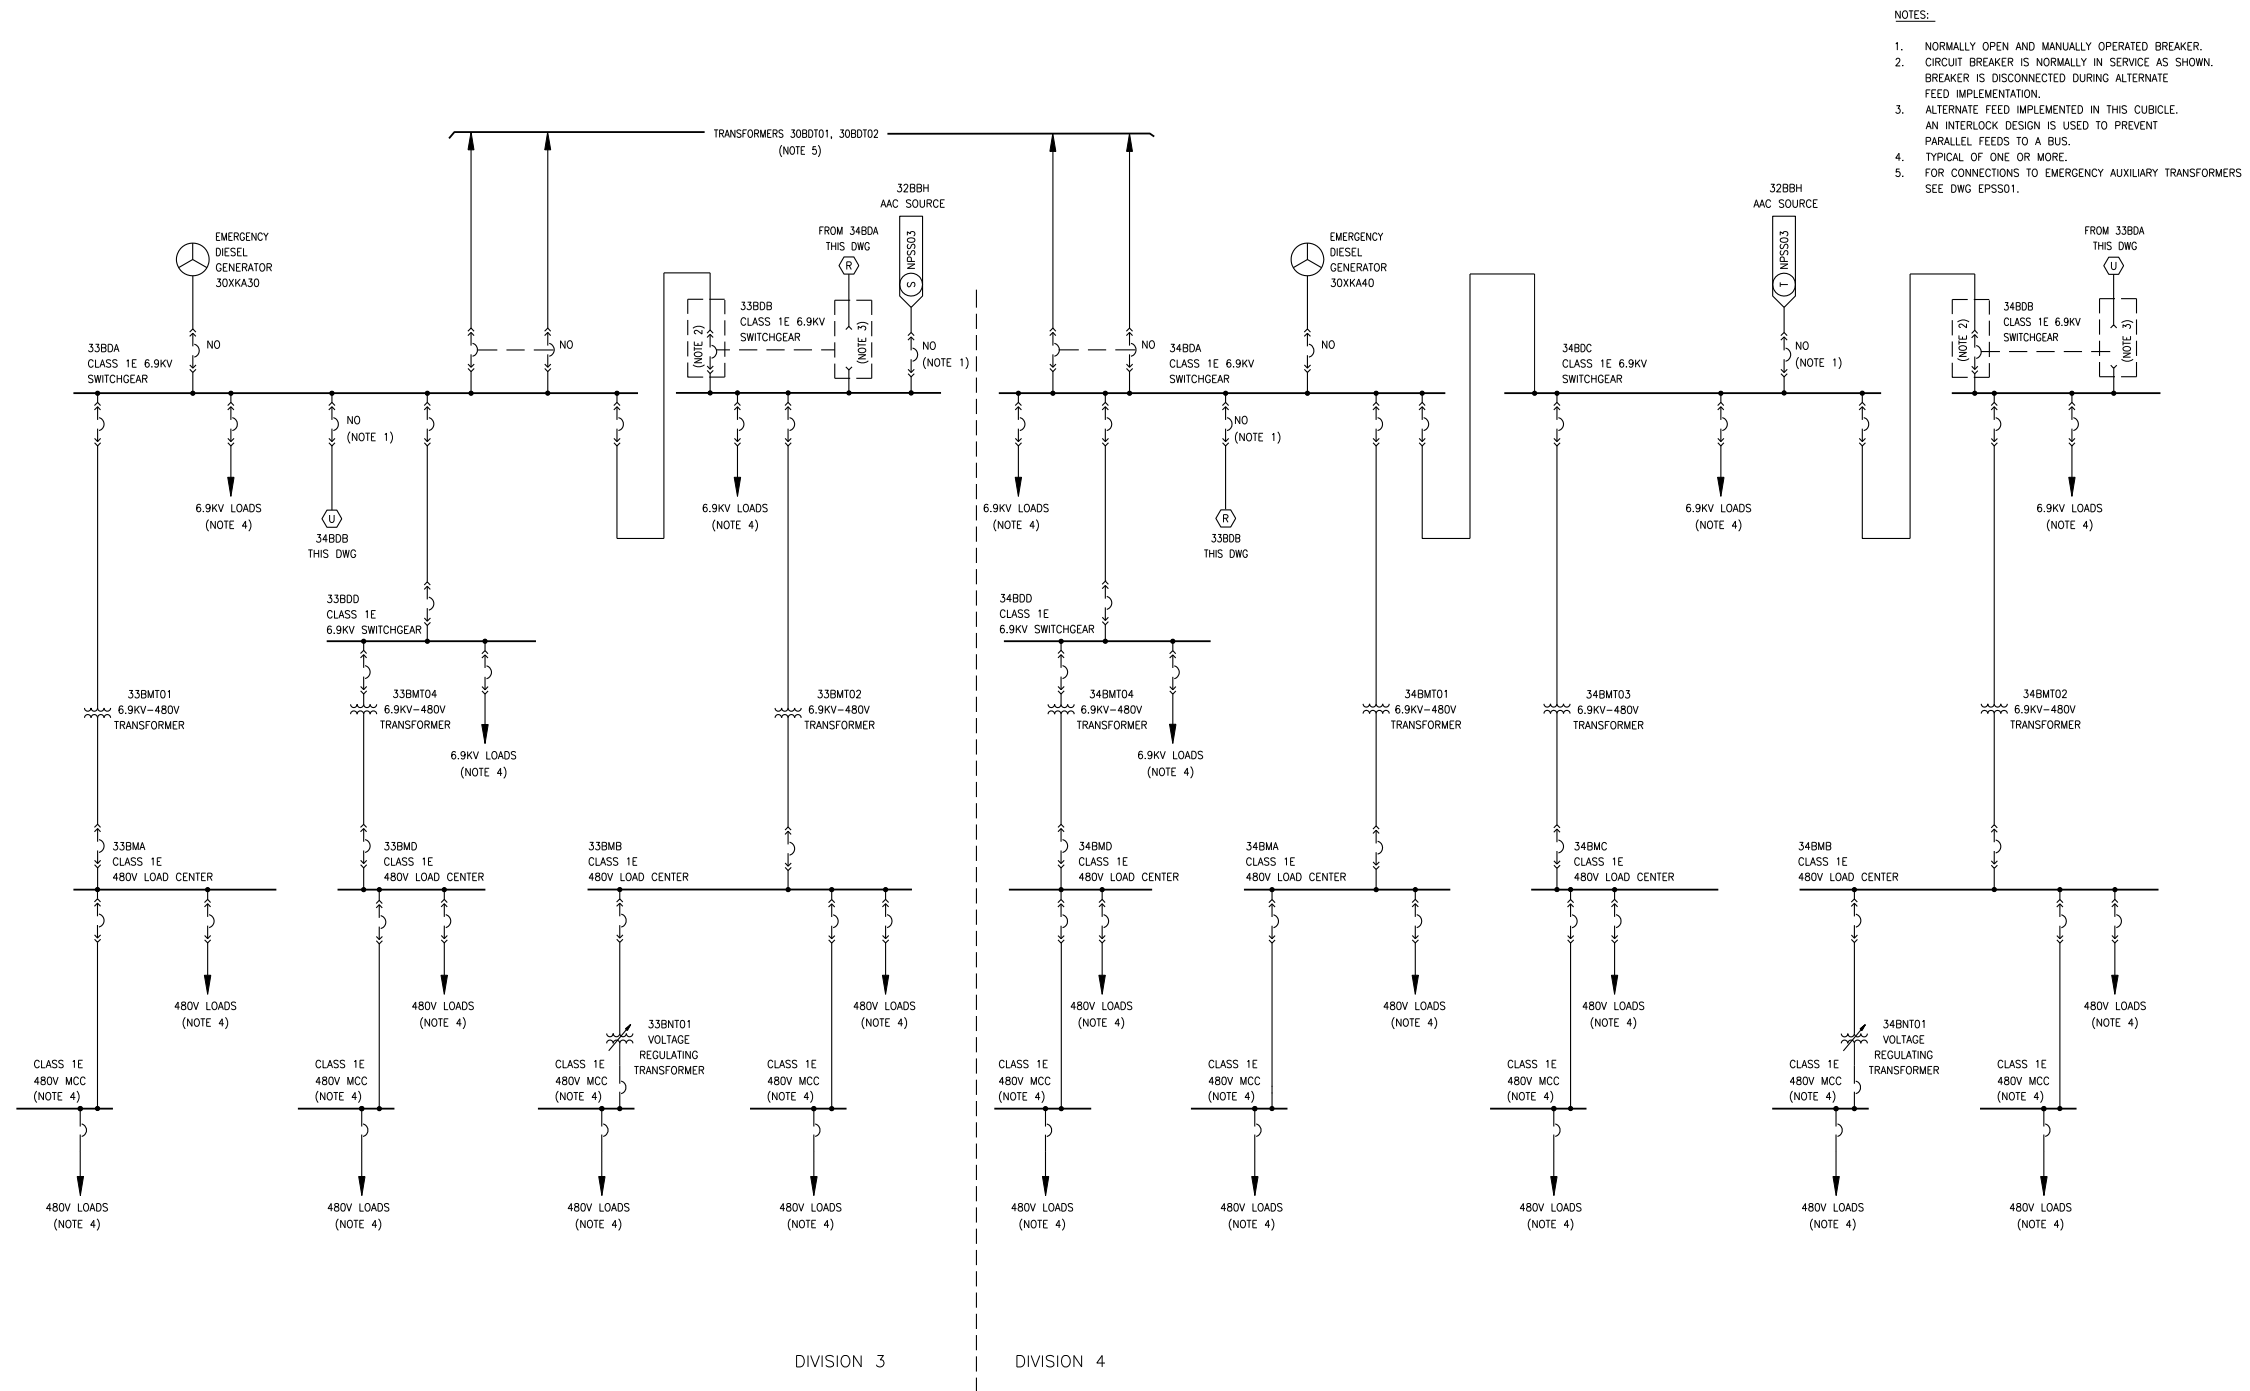 NOTES:
1. NORMALLY OPEN AND MANUALLY OPERATED BREAKER.
2. CIRCUIT BREAKER IS NORMALLY IN SERVICE AS SHOWN.
BREAKER IS DISCONNECTED DURING ALTERNATE
FEED IMPLEMENTATION.
3. ALTERNATE FEED IMPLEMENTED IN THIS CUBICLE.
AN INTERLOCK DESIGN IS USED TO PREVENT
PARALLEL FEEDS TO A BUS.
4. TYPICAL OF ONE OR MORE.
5. FOR CONNECTIONS TO EMERGENCY AUXILIARY TRANSFORMERS
SEE DWG EPSS01.
TRANSFORMERS 30BDT01, 30BDT02
(NOTE 5)
EMERGENCY
DIESEL
GENERATOR
30XKA30
NO
33BDA
CLASS 1E 6.9KV
SWITCHGEAR
NO
(NOTE 2)
33BDB
CLASS 1E 6.9KV
SWITCHGEAR
FROM 34BDA
THIS DWG
R
(NOTE 3)
32BBH
AAC SOURCE
NPSS03
S
NO
(NOTE 1)
6.9KV LOADS
(NOTE 4)
NO
(NOTE 1)
U
34BDB
THIS DWG
6.9KV LOADS
(NOTE 4)
33BDD
CLASS 1E
6.9KV SWITCHGEAR
33BMT01
6.9KV-480V
TRANSFORMER
33BMT04
6.9KV-480V
TRANSFORMER
6.9KV LOADS
(NOTE 4)
33BMT02
6.9KV-480V
TRANSFORMER
33BMA
CLASS 1E
480V LOAD CENTER
33BMD
CLASS 1E
480V LOAD CENTER
33BMB
CLASS 1E
480V LOAD CENTER
480V LOADS
(NOTE 4)
480V LOADS
(NOTE 4)
480V LOADS
(NOTE 4)
33BNT01
VOLTAGE
REGULATING
TRANSFORMER
CLASS 1E
480V MCC
(NOTE 4)
CLASS 1E
480V MCC
(NOTE 4)
CLASS 1E
480V MCC
(NOTE 4)
CLASS 1E
480V MCC
(NOTE 4)
480V LOADS
(NOTE 4)
480V LOADS
(NOTE 4)
480V LOADS
(NOTE 4)
480V LOADS
(NOTE 4)
DIVISION 3
NO
34BDA
CLASS 1E 6.9KV
SWITCHGEAR
EMERGENCY
DIESEL
GENERATOR
30XKA40
NO
34BDC
CLASS 1E 6.9KV
SWITCHGEAR
32BBH
AAC SOURCE
NPSS03
T
NO
(NOTE 1)
(NOTE 2)
34BDB
CLASS 1E 6.9KV
SWITCHGEAR
FROM 33BDA
THIS DWG
U
(NOTE 3)
6.9KV LOADS
(NOTE 4)
NO
(NOTE 1)
R
33BDB
THIS DWG
6.9KV LOADS
(NOTE 4)
6.9KV LOADS
(NOTE 4)
34BDD
CLASS 1E
6.9KV SWITCHGEAR
34BMT04
6.9KV-480V
TRANSFORMER
6.9KV LOADS
(NOTE 4)
34BMT01
6.9KV-480V
TRANSFORMER
34BMT03
6.9KV-480V
TRANSFORMER
34BMT02
6.9KV-480V
TRANSFORMER
34BMD
CLASS 1E
480V LOAD CENTER
34BMA
CLASS 1E
480V LOAD CENTER
34BMC
CLASS 1E
480V LOAD CENTER
34BMB
CLASS 1E
480V LOAD CENTER
480V LOADS
(NOTE 4)
480V LOADS
(NOTE 4)
480V LOADS
(NOTE 4)
480V LOADS
(NOTE 4)
34BNT01
VOLTAGE
REGULATING
TRANSFORMER
CLASS 1E
480V MCC
(NOTE 4)
CLASS 1E
480V MCC
(NOTE 4)
CLASS 1E
480V MCC
(NOTE 4)
CLASS 1E
480V MCC
(NOTE 4)
CLASS 1E
480V MCC
(NOTE 4)
480V LOADS
(NOTE 4)
480V LOADS
(NOTE 4)
480V LOADS
(NOTE 4)
480V LOADS
(NOTE 4)
480V LOADS
(NOTE 4)
DIVISION 4